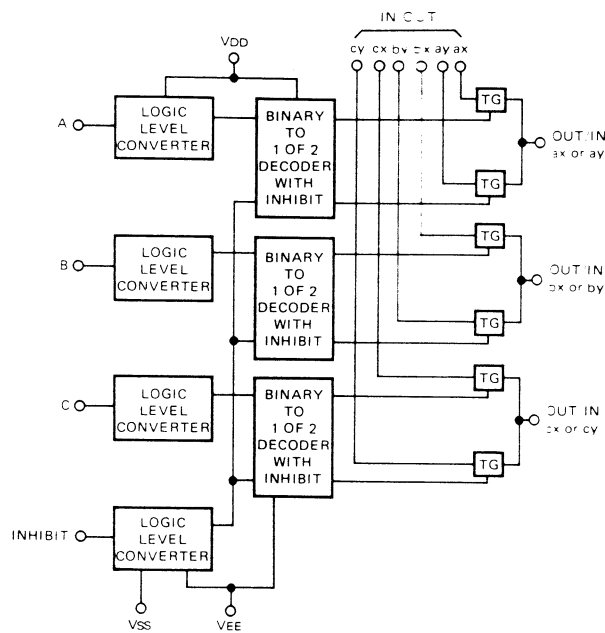 IN OUT
cy cx by bx ay ax
VDD
A
LOGIC
LEVEL
CONVERTER
BINARY
TO
1 OF 2
DECODER
WITH
INHIBIT
TG
OUT/IN
ax or ay
TG
B
LOGIC
LEVEL
CONVERTER
BINARY
TO
1 OF 2
DECODER
WITH
INHIBIT
TG
OUT/IN
bx or by
TG
C
LOGIC
LEVEL
CONVERTER
BINARY
TO
1 OF 2
DECODER
WITH
INHIBIT
TG
OUT IN
cx or cy
TG
INHIBIT
LOGIC
LEVEL
CONVERTER
VSS
VEE